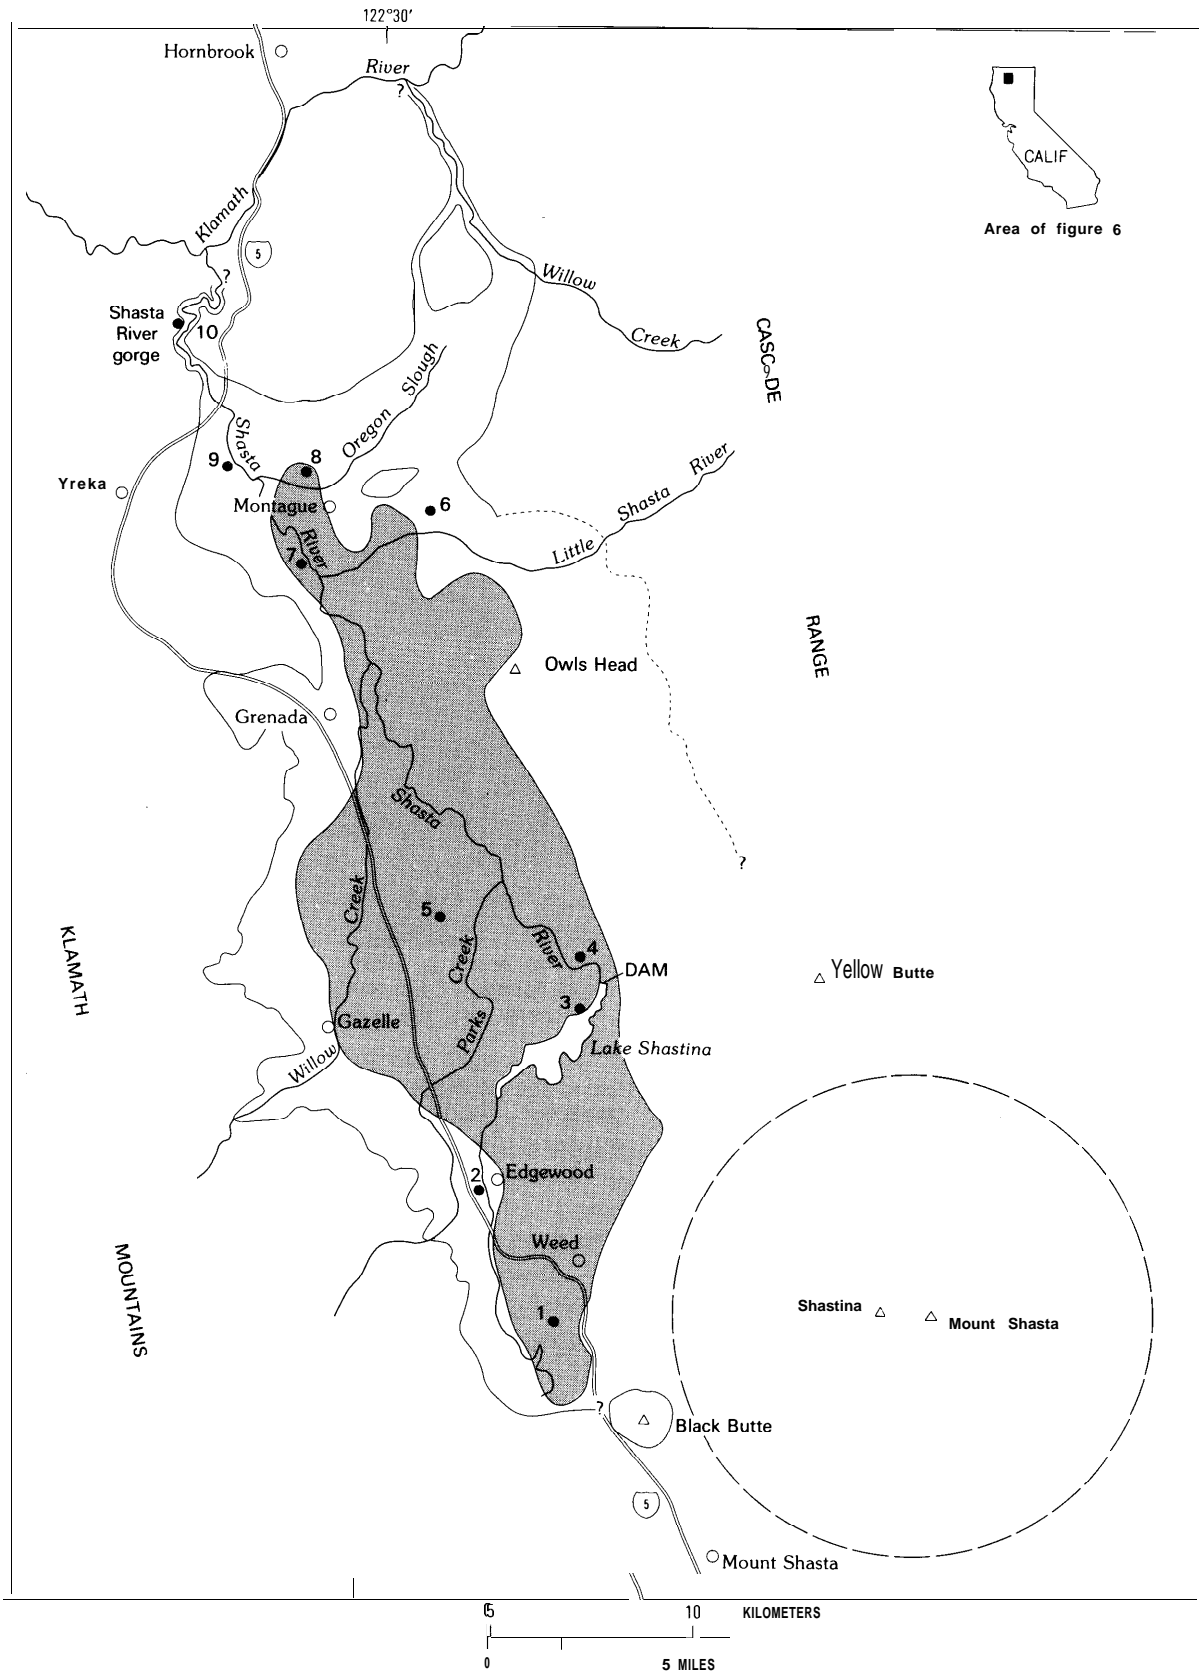 122°30′
Hornbrook
River
?
CALIF
Area of figure 6
Klamath
5
?
Willow
Creek
Shasta
River
gorge
10
CASCADE
Slough
Oregon
Shasta
9
8
Yreka
Montague
6
River
Shasta
Little
River
7
RANGE
Owls Head
Grenada
Shasta
?
Creek
5
Creek
River
4
DAM
KLAMATH
Yellow Butte
3
Gazelle
Parks
Lake Shastina
Willow
2
Edgewood
Weed
MOUNTAINS
1
Shastina
Mount Shasta
?
Black Butte
5
Mount Shasta
5 10 KILOMETERS
0 5 MILES